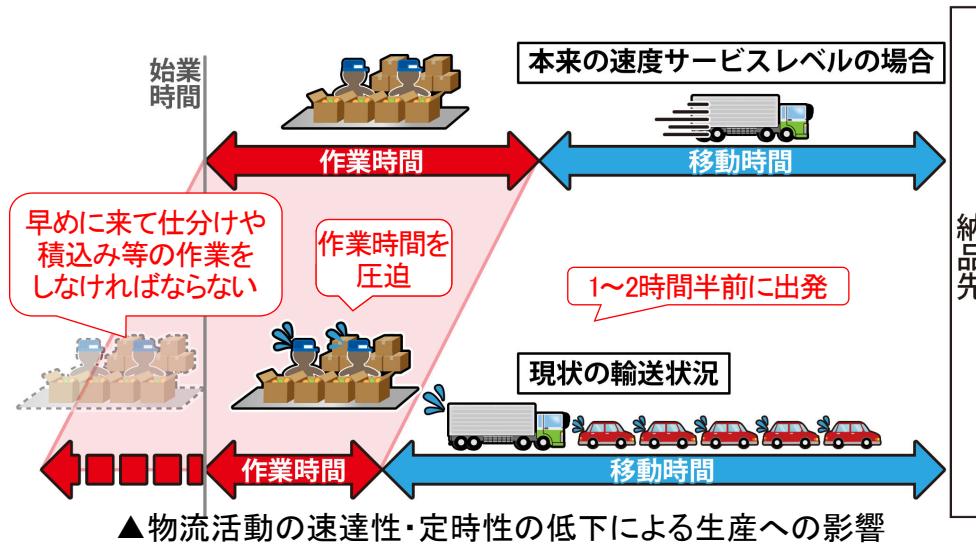 本来の速度サービスレベルの場合
始業
時間
作業時間
移動時間
早めに来て仕分けや
積込み等の作業を
しなければならない
作業時間を
圧迫
1～2時間半前に出発
納品先
現状の輸送状況
作業時間
移動時間
▲物流活動の速達性・定時性の低下による生産への影響